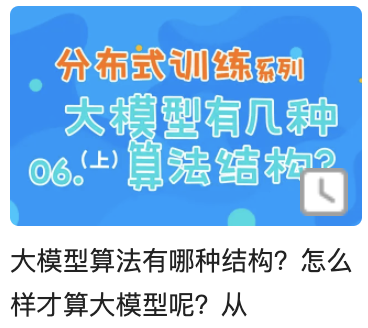 分布式训练系列
大模型有几种
06.(上)算法结构?
大模型算法有哪种结构？怎么
样才算大模型呢？从